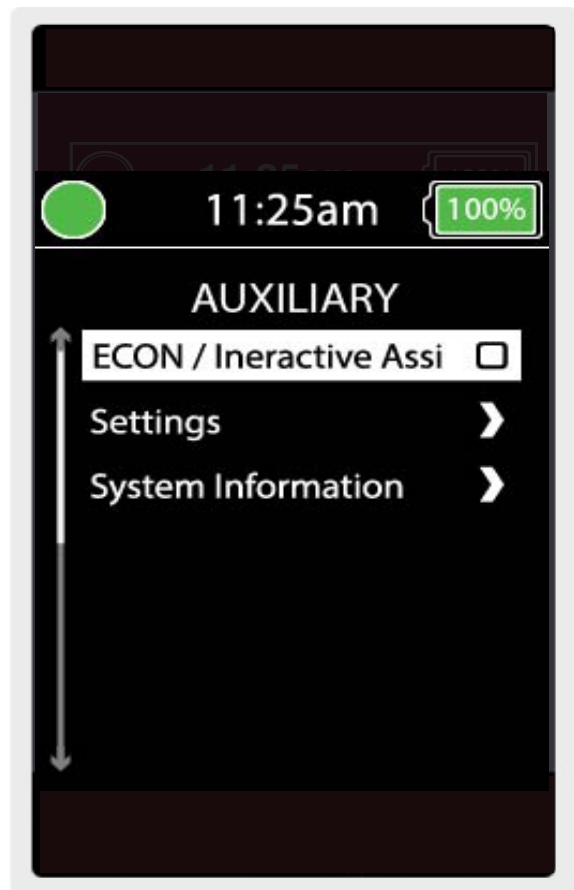 11:25am 100%
AUXILIARY
ECON / Ineractive Assi
Settings
System Information